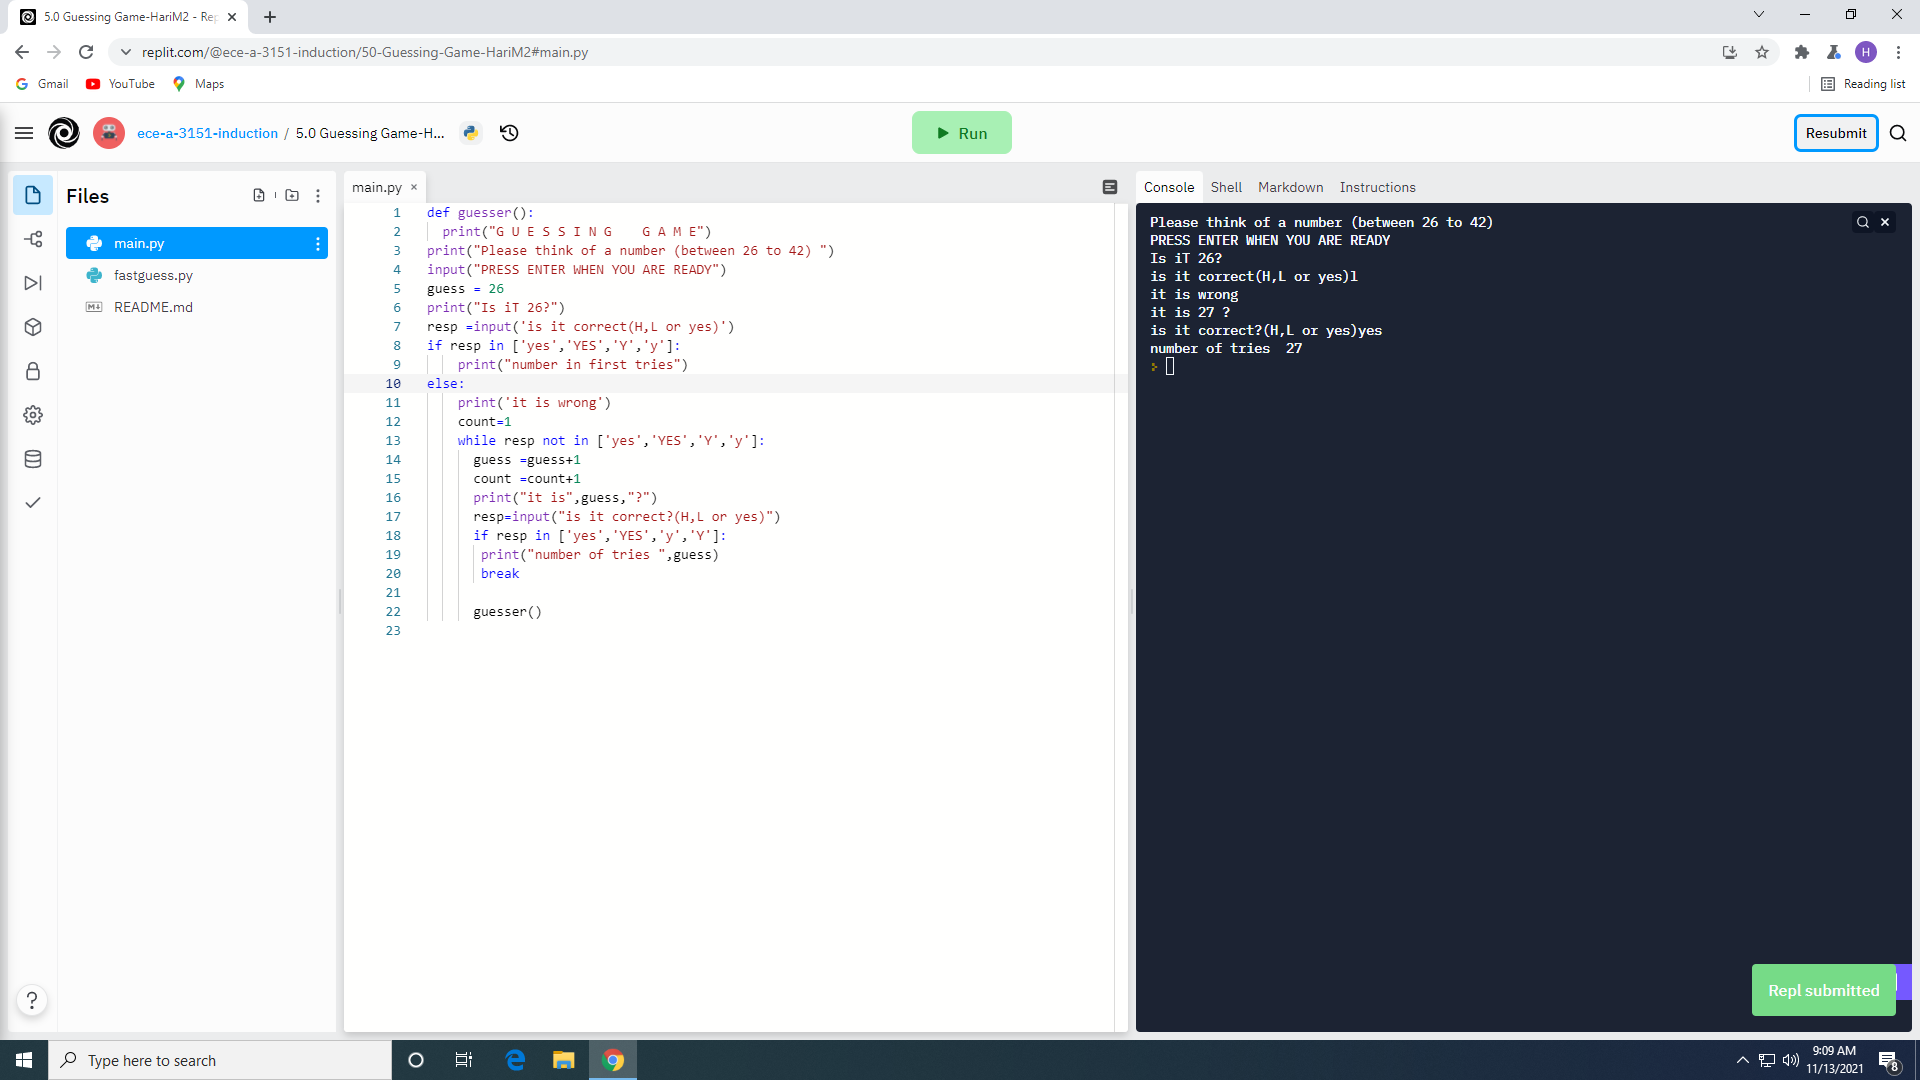 5.0 Guessing Game-HariM2 - Rep
replit.com/@ece-a-3151-induction/50-Guessing-Game-HariM2#main.py
H
Gmail
YouTube
Maps
Reading list
ece-a-3151-induction / 5.0 Guessing Game-H...
Run
Resubmit
Files
main.py
fastguess.py
README.md
main.py
1 def guesser():
2 print("G U E S S I N G    G A M E")
3 print("Please think of a number (between 26 to 42) ")
4 input("PRESS ENTER WHEN YOU ARE READY")
5 guess = 26
6 print("Is iT 26?")
7 resp =input('is it correct(H,L or yes)')
8 if resp in ['yes','YES','Y','y']:
9 print("number in first tries")
10 else:
11 print('it is wrong')
12 count=1
13 while resp not in ['yes','YES','Y','y']:
14 guess =guess+1
15 count =count+1
16 print("it is",guess,"?")
17 resp=input("is it correct?(H,L or yes)")
18 if resp in ['yes','YES','y','Y']:
19 print("number of tries ",guess)
20 break
21
22 guesser()
23
Console Shell Markdown Instructions
Please think of a number (between 26 to 42)
PRESS ENTER WHEN YOU ARE READY
Is iT 26?
is it correct(H,L or yes)l
it is wrong
it is 27 ?
is it correct?(H,L or yes)yes
number of tries  27
Repl submitted
?
Type here to search
9:09 AM
11/13/2021
8